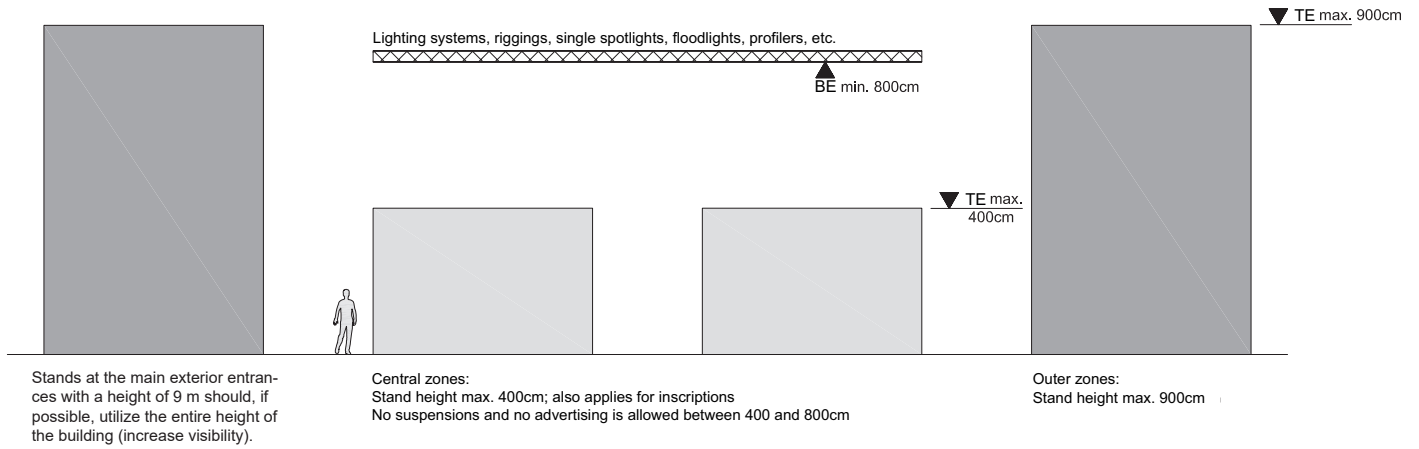 TE max. 900cm
Lighting systems, riggings, single spotlights, floodlights, profilers, etc.
BE min. 800cm
TE max.
400cm
Stands at the main exterior entran-
ces with a height of 9 m should, if
possible, utilize the entire height of
the building (increase visibility).
Central zones:
Stand height max. 400cm; also applies for inscriptions
No suspensions and no advertising is allowed between 400 and 800cm
Outer zones:
Stand height max. 900cm